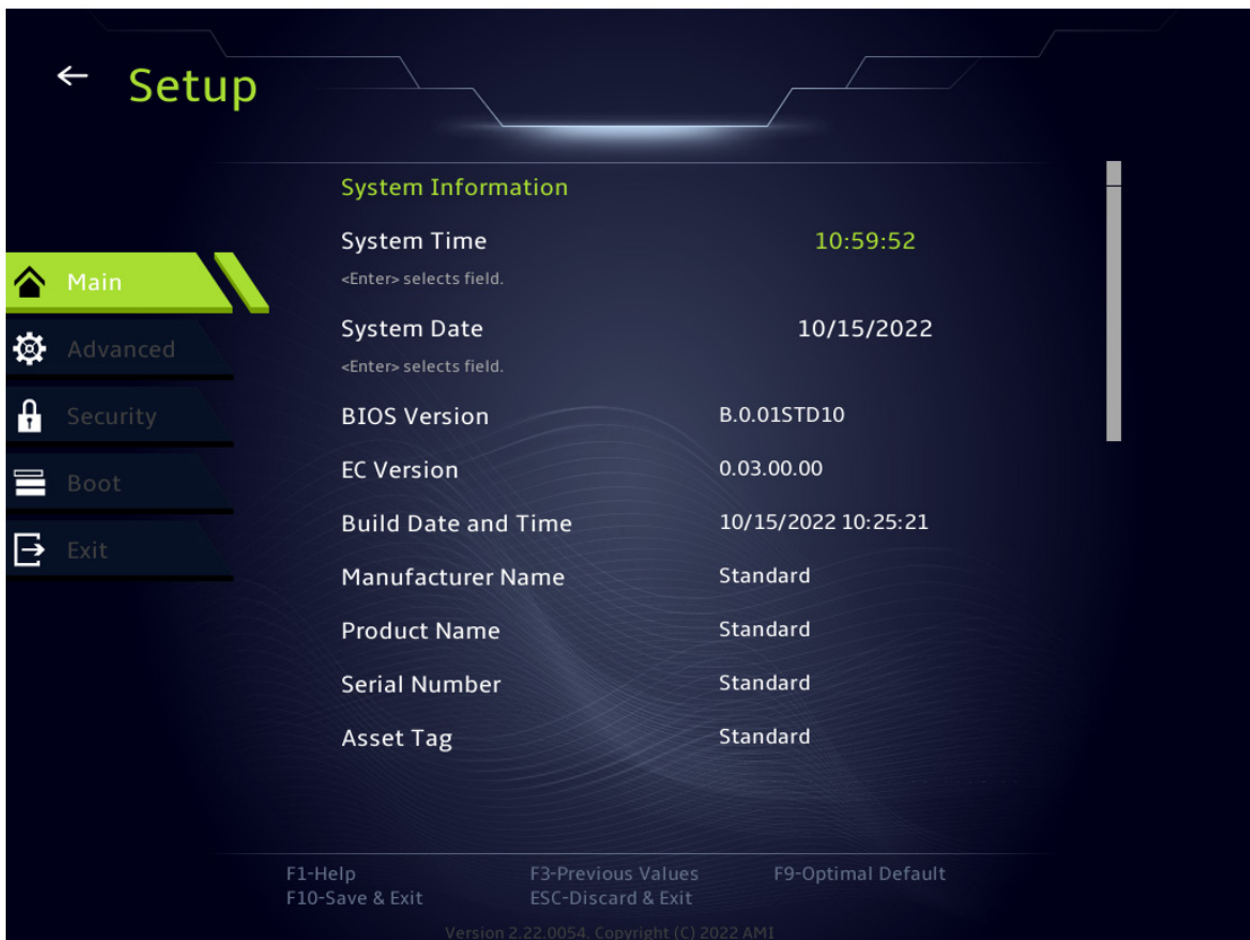 Setup
System Information
System Time 10:59:52
<Enter> selects field.
Main
System Date 10/15/2022
Advanced
<Enter> selects field.
Security
BIOS Version B.0.01STD10
EC Version 0.03.00.00
Boot
Build Date and Time 10/15/2022 10:25:21
Exit
Manufacturer Name Standard
Product Name Standard
Serial Number Standard
Asset Tag Standard
F1-Help F3-Previous Values F9-Optimal Default
F10-Save & Exit ESC-Discard & Exit
Version 2.22.0054. Copyright (C) 2022 AMI